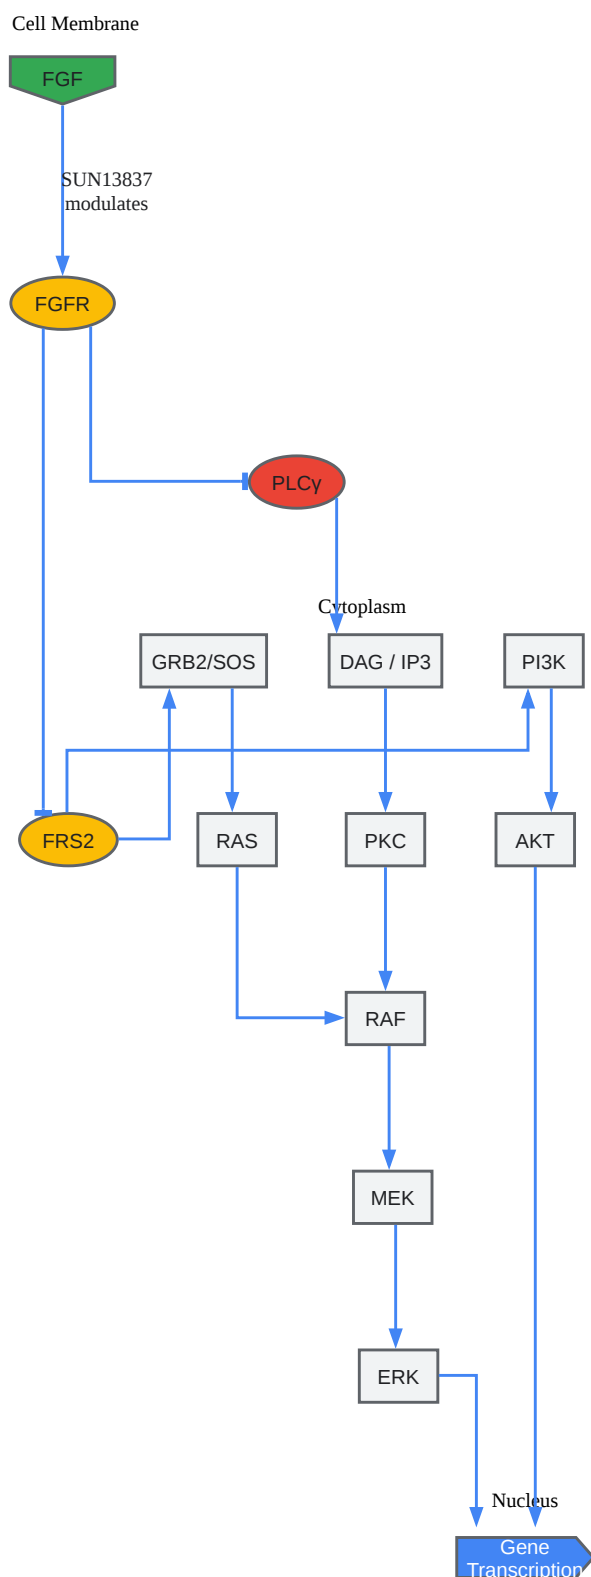 Cell Membrane
FGF
SUN13837
modulates
FGFR
PLCγ
Cytoplasm
GRB2/SOS
DAG / IP3
PI3K
FRS2
RAS
PKC
AKT
RAF
MEK
ERK
Nucleus
Gene
Transcription